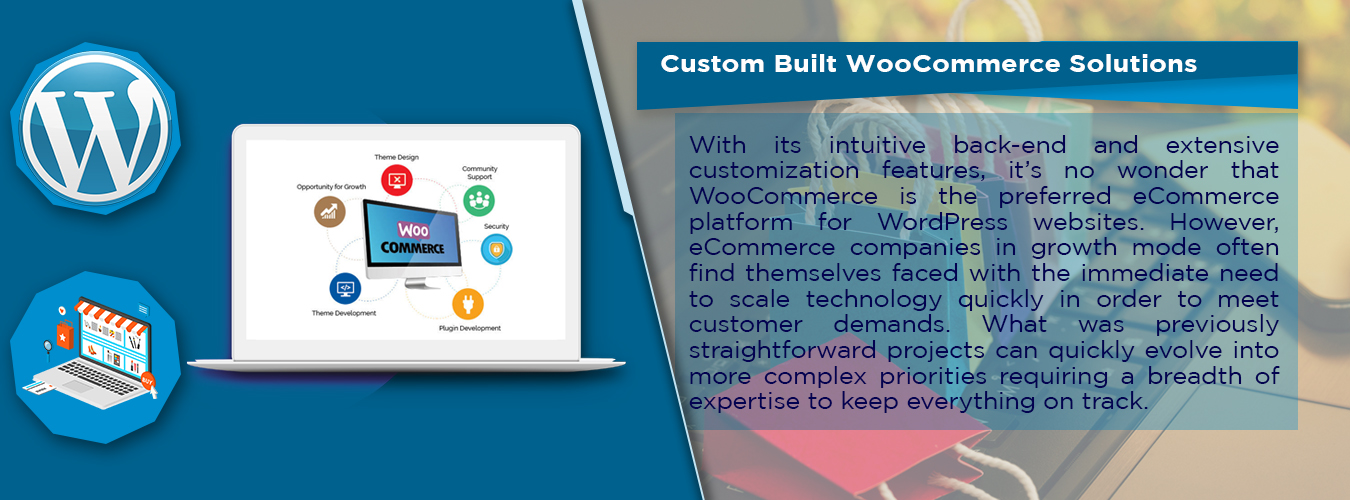 Theme Design
Community
Support
Opportunity for Growth
Security
WOO
COMMERCE
Theme Development
Plugin Development
BUY
Custom Built WooCommerce Solutions
With its intuitive back-end and extensive
customization features, it's no wonder that
WooCommerce is the preferred eCommerce
platform for WordPress websites. However,
eCommerce companies in growth mode often
find themselves faced with the immediate need
to scale technology quickly in order to meet
customer demands. What was previously
straightforward projects can quickly evolve into
more complex priorities requiring a breadth of
expertise to keep everything on track.